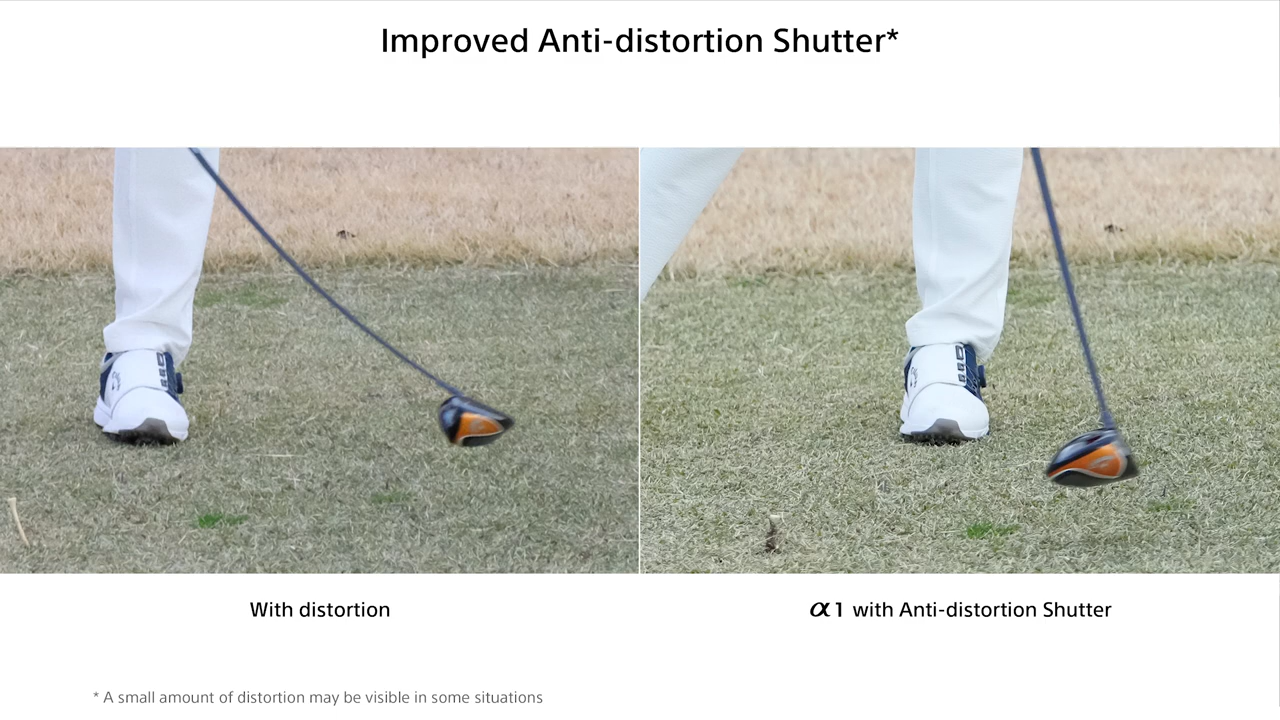 Improved Anti-distortion Shutter*
With distortion
α1 with Anti-distortion Shutter
* A small amount of distortion may be visible in some situations